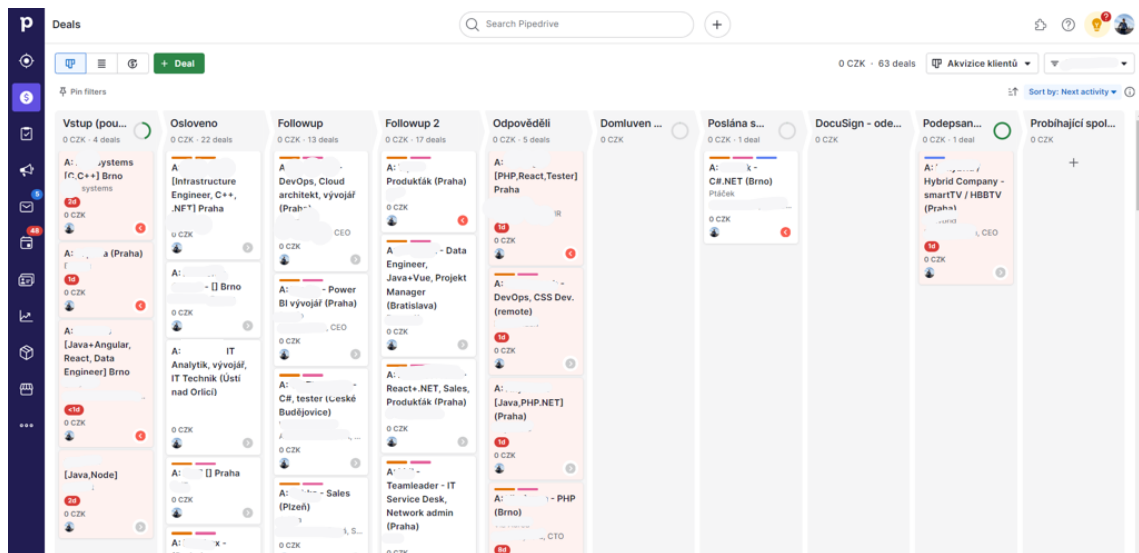 p
Deals
Search Pipedrive
?
9
+ Deal
0 CZK · 63 deals
Akvizice klientů
Pin filters
Sort by: Next activity
5
48
Vstup (pou...
0 CZK · 4 deals
A:
systems
[C,C++] Brno
systems
2d
0 CZK
A:
a (Praha)
1d
0 CZK
A:
[Java+Angular,
React, Data
Engineer] Brno
<1d
0 CZK
[Java,Node]
2d
0 CZK
Osloveno
0 CZK · 22 deals
A
[Infrastructure
Engineer, C++,
.NET] Praha
0 CZK
A:
- [] Brno
0 CZK
A: IT
Analytik, vývojář,
IT Technik (Ústí
nad Orlicí)
0 CZK
A: [] Praha
0 CZK
A: x -
Followup
0 CZK · 13 deals
A -
DevOps, Cloud
architekt, vývojář
(Praha)
CEO
0 CZK
A: - Power
BI vývojář (Praha)
, CEO
0 CZK
A: -
C#, tester (České
Budějovice)
0 CZK
A: - Sales
(Plzeň)
0 CZK
Followup 2
0 CZK · 17 deals
A
Produkťák (Praha)
0 CZK
A - Data
Engineer,
Java+Vue, Projekt
Manager
(Bratislava)
0 CZK
A: -
React+.NET, Sales,
Produkťák (Praha)
0 CZK
A: -
Teamleader - IT
Service Desk,
Network admin
(Praha)
0 CZK
Odpověděli
0 CZK · 5 deals
A:
[PHP,React,Tester]
Praha
1d
0 CZK
A: -
DevOps, CSS Dev.
(remote)
1d
0 CZK
A:
[Java,PHP.NET]
(Praha)
1d
0 CZK
A: - PHP
(Brno)
, CTO
8d
Domluven ...
0 CZK
Poslána s...
0 CZK · 1 deal
A: k -
C#.NET (Brno)
Ptáček
0 CZK
DocuSign - ode...
0 CZK
Podepsan...
0 CZK · 1 deal
A: /
Hybrid Company -
smartTV / HBBTV
(Praha)
, CEO
1d
0 CZK
Probíhající spol...
0 CZK
+